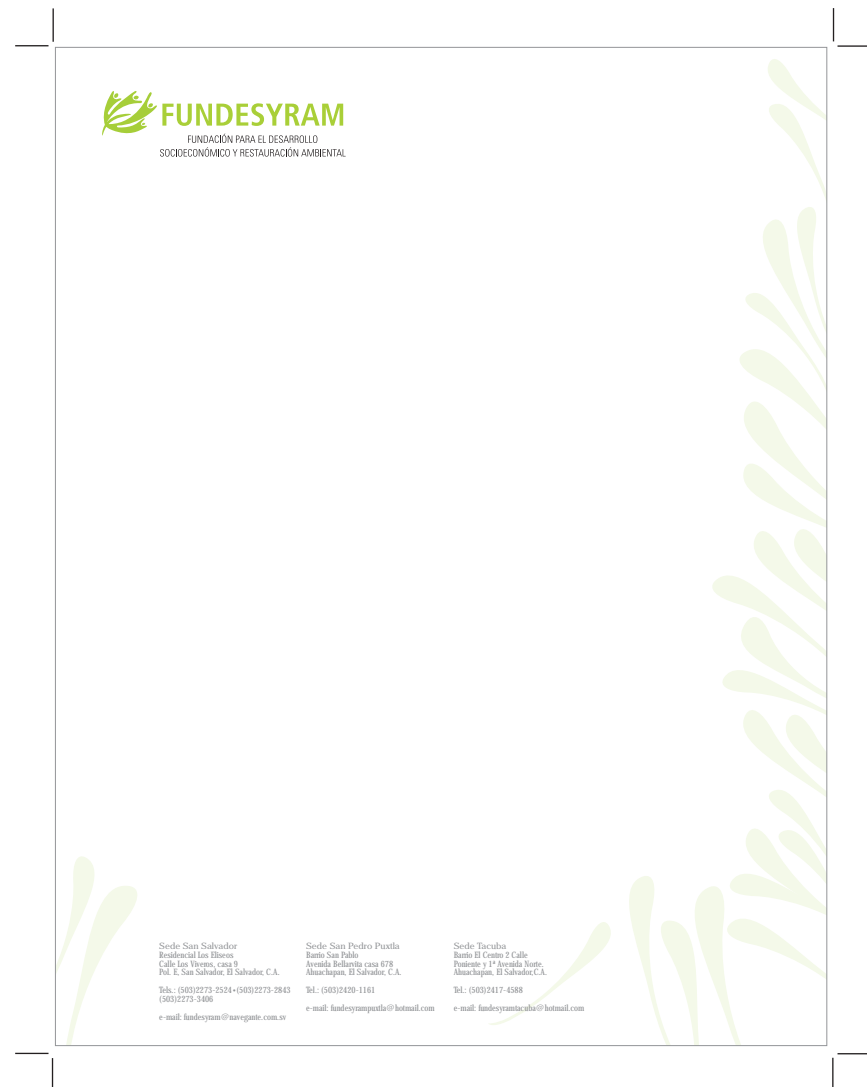 FUNDESYRAM
FUNDACIÓN PARA EL DESARROLLO
SOCIOECONÓMICO Y RESTAURACIÓN AMBIENTAL
Sede San Salvador
Residencial Los Eliseos
Calle Los Viveros, casa 9
Pol. E, San Salvador, El Salvador, C.A.
Tels.: (503)2273-2524•(503)2273-2843
(503)2273-3406
e-mail: fundesyram@navegante.com.sv
Sede San Pedro Puxtla
Barrio San Pablo
Avenida Bellarvita casa 678
Ahuachapan, El Salvador, C.A.
Tel.: (503)2420-1161
e-mail: fundesyrampuxtla@hotmail.com
Sede Tacuba
Barrio El Centro 2 Calle
Poniente y 1ª Avenida Norte.
Ahuachapan, El Salvador,C.A.
Tel.: (503)2417-4588
e-mail: fundesyramtacuba@hotmail.com